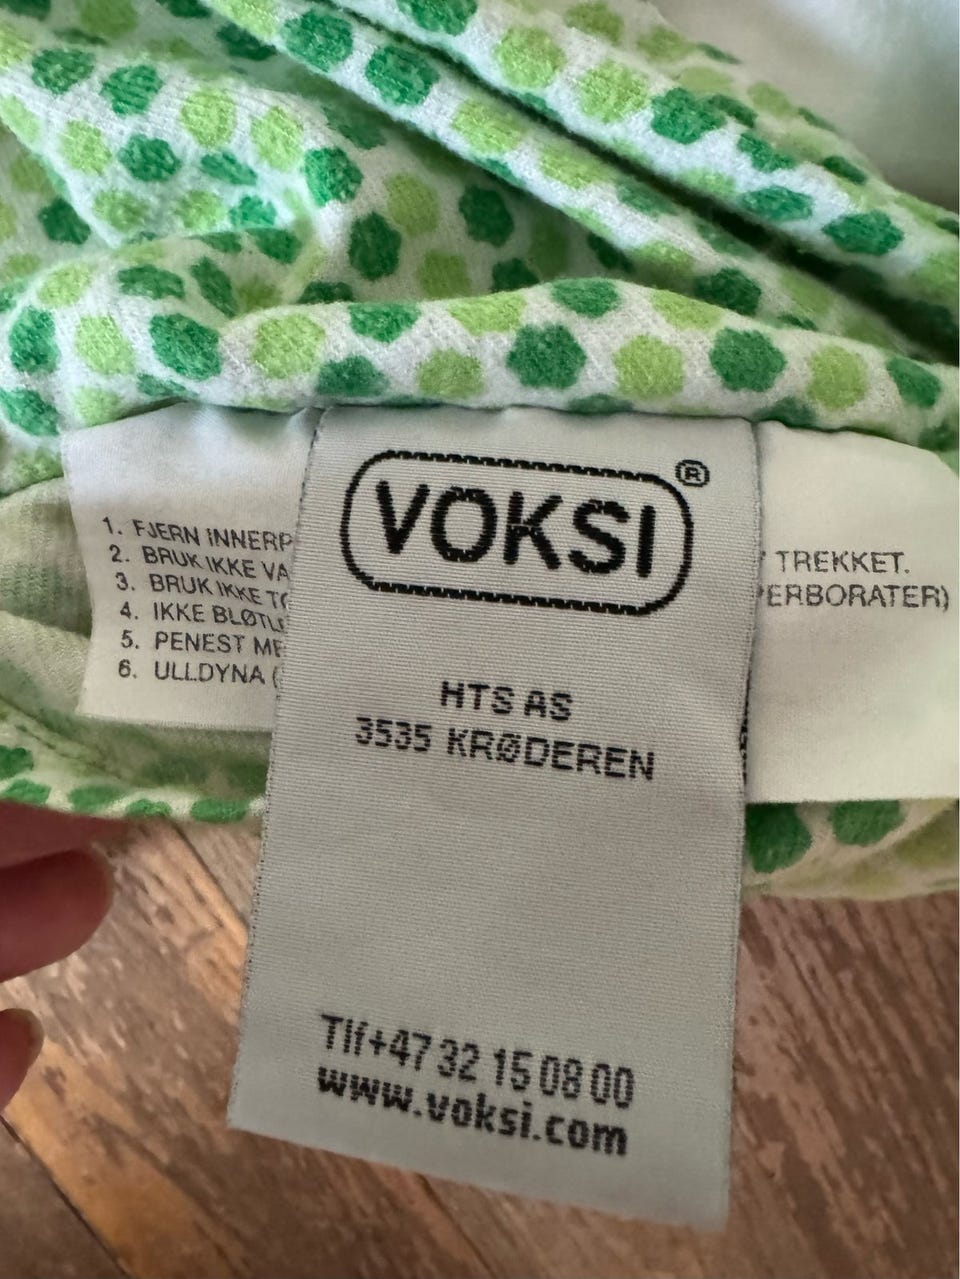 VOKSI ®
HTS AS
3535 KRØDEREN
Tlf+47 32 15 08 00
www.voksi.com
1. FJERN INNERP
2. BRUK IKKE VA
3. BRUK IKKE
4. IKKE BLØTL
5. PENEST ME
6. ULLDYNA (
TREKKET.
PERBORATER)